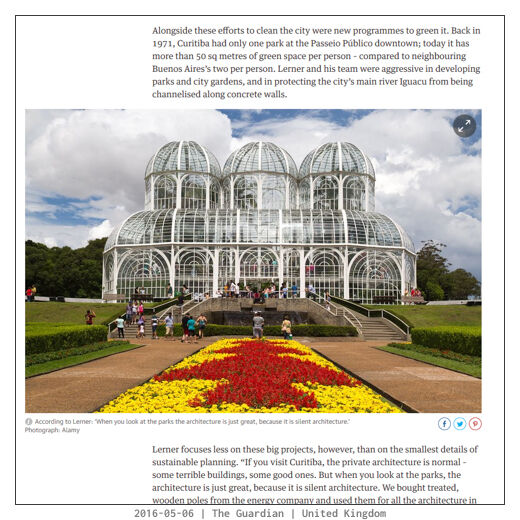 Alongside these efforts to clean the city were new programmes to green it. Back in
1971, Curitiba had only one park at the Passeio Público downtown; today it has
more than 50 sq metres of green space per person – compared to neighbouring
Buenos Aires's two per person. Lerner and his team were aggressive in developing
parks and city gardens, and in protecting the city's main river Iguacu from being
channelised along concrete walls.
According to Lerner: 'When you look at the parks the architecture is just great, because it is silent architecture.'
Photograph: Alamy
Lerner focuses less on these big projects, however, than on the smallest details of
sustainable planning. “If you visit Curitiba, the private architecture is normal –
some terrible buildings, some good ones. But when you look at the parks, the
architecture is just great, because it is silent architecture. We bought treated,
wooden poles from the energy company and used them for all the architecture in
2016-05-06 | The Guardian | United Kingdom